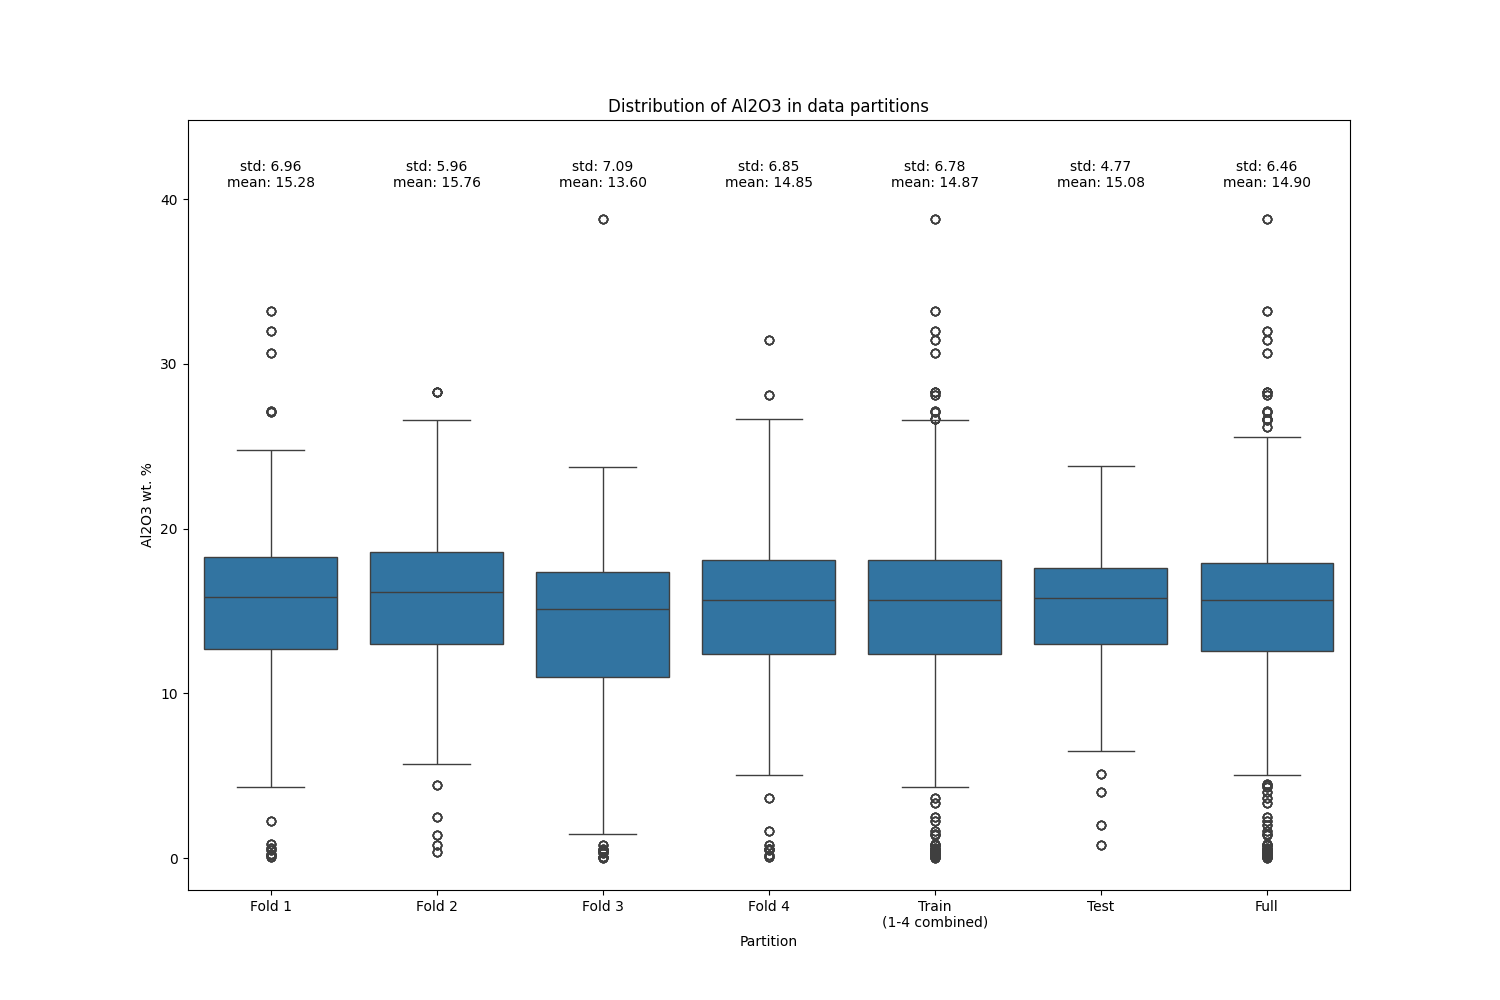 Distribution of Al2O3 in data partitions
std: 6.96
mean: 15.28
std: 5.96
mean: 15.76
std: 7.09
mean: 13.60
std: 6.85
mean: 14.85
std: 6.78
mean: 14.87
std: 4.77
mean: 15.08
std: 6.46
mean: 14.90
40
30
20
10
0
Al2O3 wt. %
Fold 1
Fold 2
Fold 3
Fold 4
Train
(1-4 combined)
Test
Full
Partition